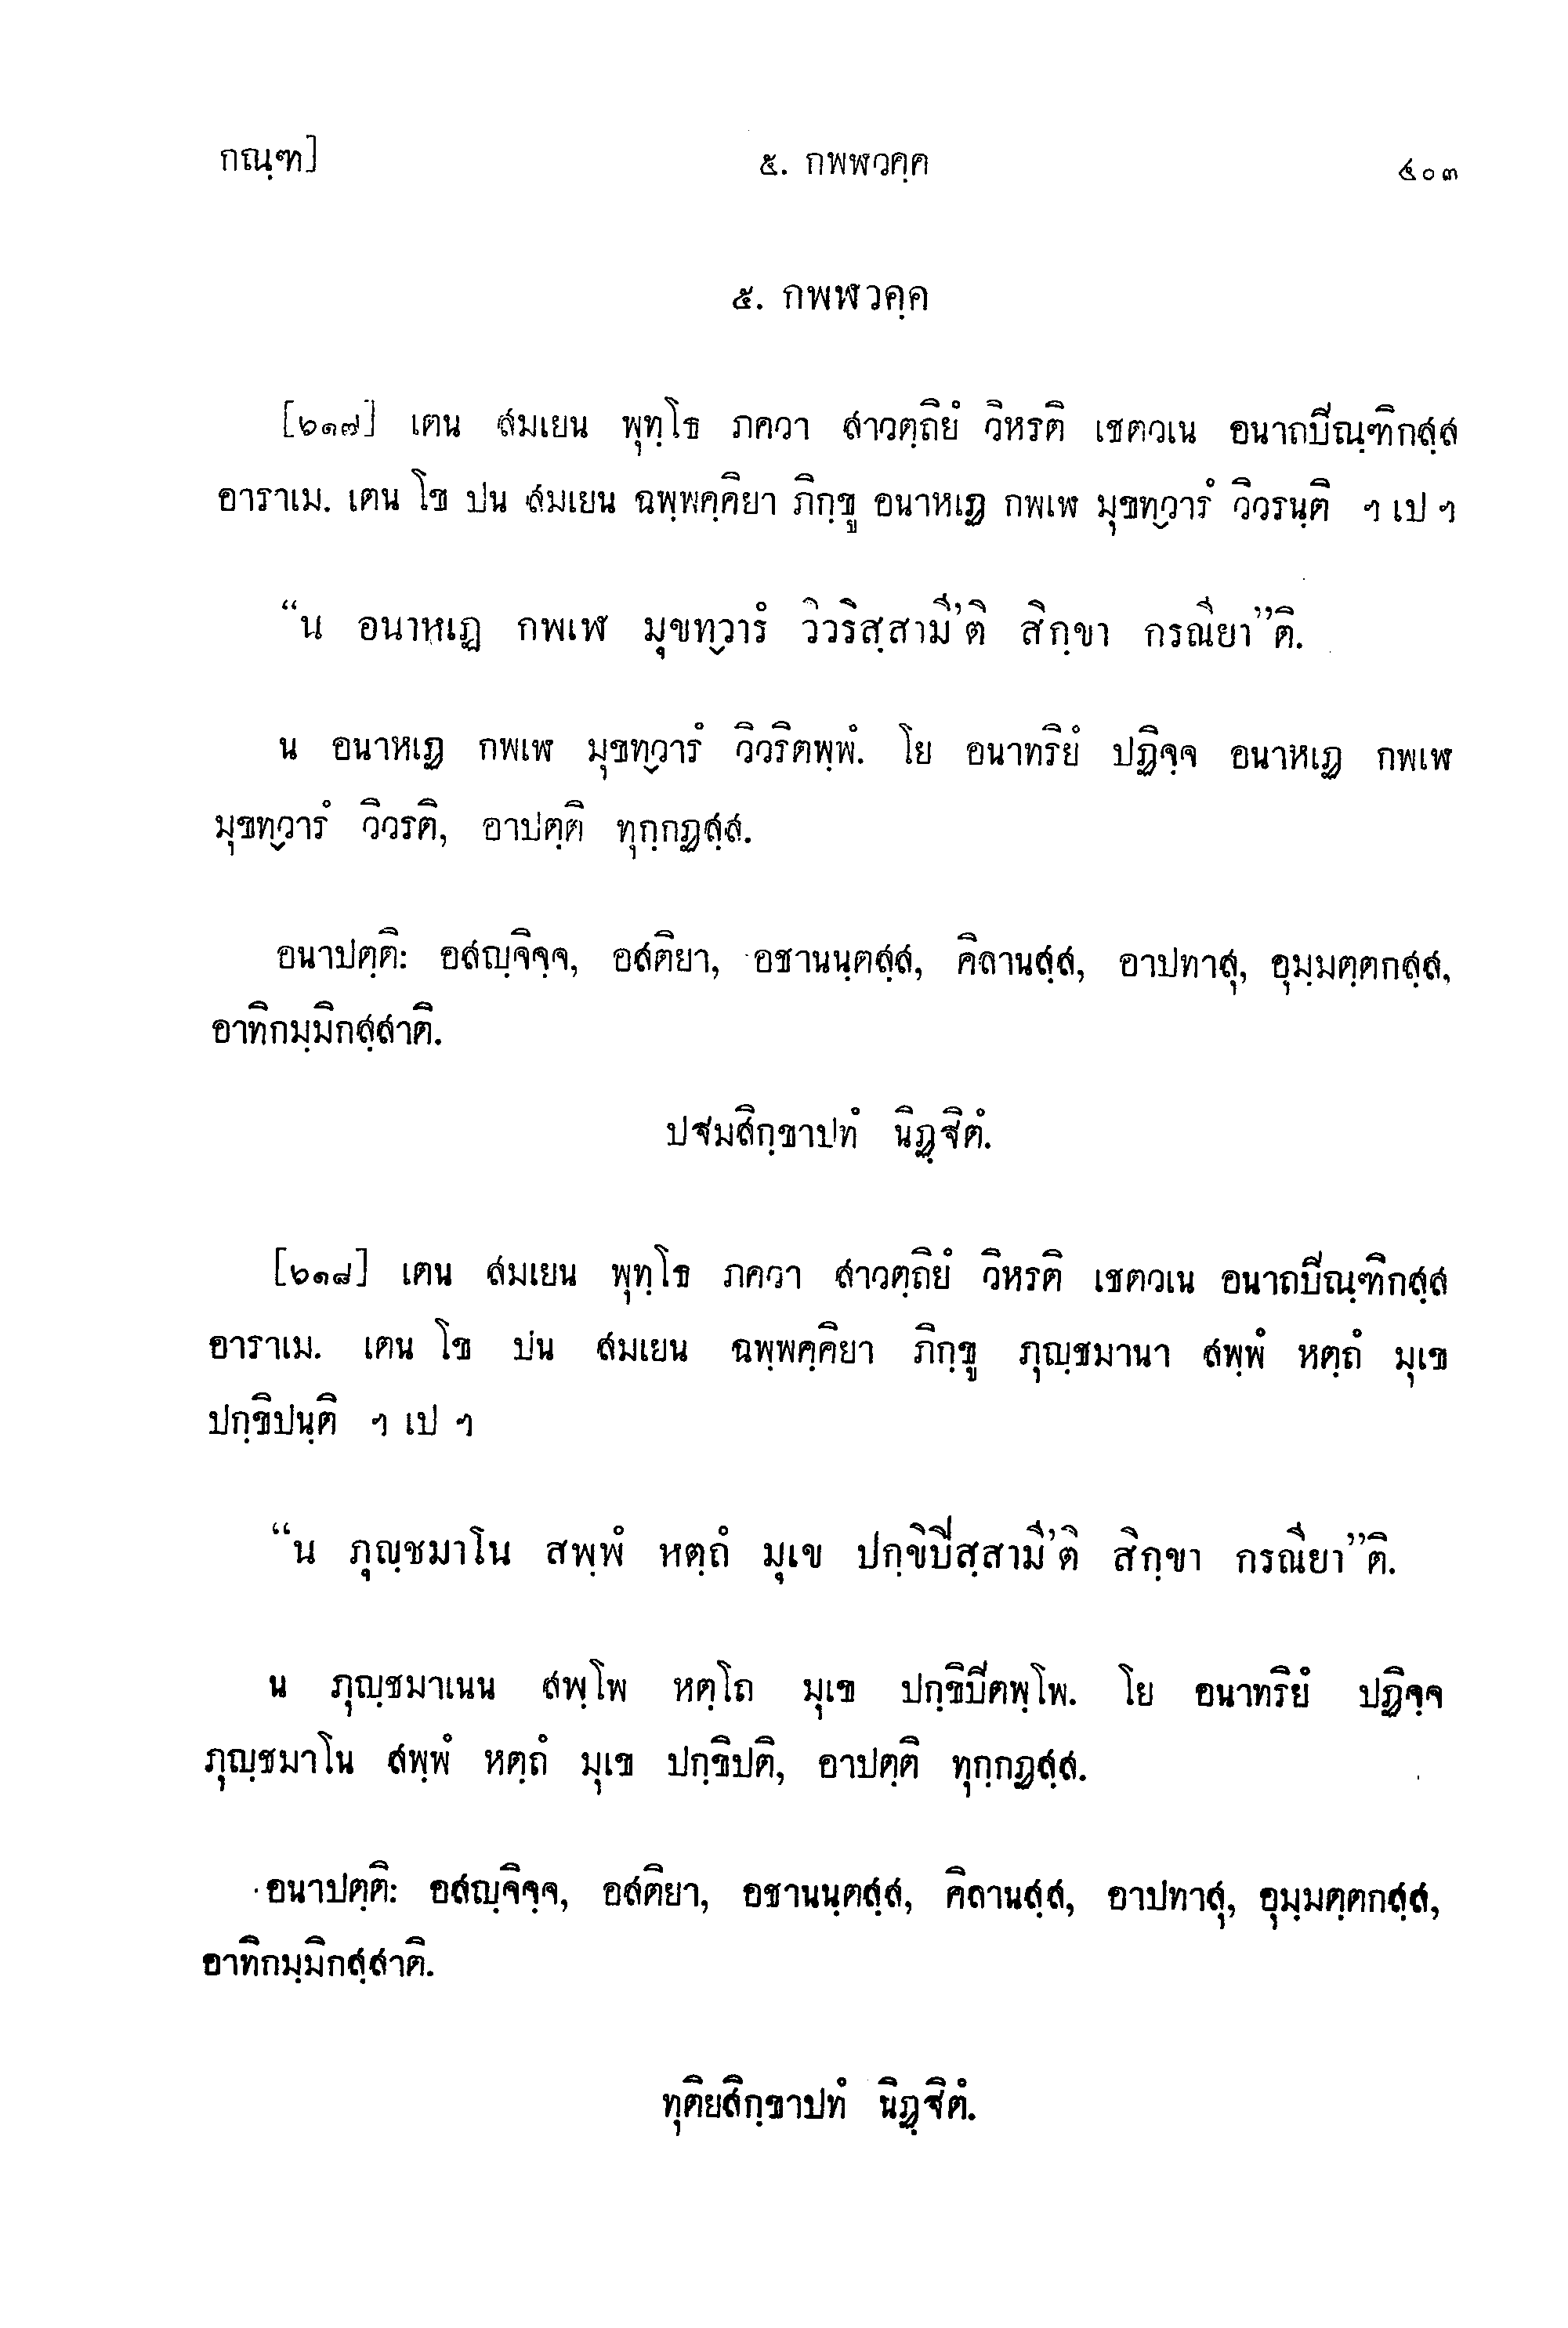 กณฺฑ] ๕. กพฬวคฺค ๕๐๓
๕. กพฬวคฺค
[๖๑๗] เตน สมเยน พุทฺโธ ภควา สาวตฺถิยํ วิหรติ เชตวเน อนาถปิณฺฑิกสฺส
อาราเม. เตน โข ปน สมเยน ฉพฺพคฺคิยา ภิกฺขู อนาหเฏ กพเฬ มุขทฺวารํ วิวรนฺติ ฯ เป ฯ
“น อนาหเฏ กพเฬ มุขทฺวารํ วิวริสฺสามี’ติ สิกฺขา กรณียา”ติ.
น อนาหเฏ กพเฬ มุขทฺวารํ วิวริตพฺพํ. โย อนาทริยํ ปฏิจฺจ อนาหเฏ กพเฬ
มุขทฺวารํ วิวรติ, อาปตฺติ ทุกฺกฏสฺส.
อนาปตฺติ: อสญฺจิจฺจ, อสติยา, อชานนฺตสฺส, คิลานสฺส, อาปทาสุ, อุมฺมตฺตกสฺส,
อาทิกมฺมิกสฺสาติ.
ปฐมสิกฺขาปทํ นิฏฺฐิตํ.
[๖๑๘] เตน สมเยน พุทฺโธ ภควา สาวตฺถิยํ วิหรติ เชตวเน อนาถปิณฺฑิกสฺส
อาราเม. เตน โข ปน สมเยน ฉพฺพคฺคิยา ภิกฺขู ภุญฺชมานา สพฺพํ หตฺถํ มุเข
ปกฺขิปนฺติ ฯ เป ฯ
“น ภุญฺชมาโน สพฺพํ หตฺถํ มุเข ปกฺขิปิสฺสามี’ติ สิกฺขา กรณียา”ติ.
น ภุญฺชมาเนน สพฺโพ หตฺโถ มุเข ปกฺขิปิตพฺโพ. โย อนาทริยํ ปฏิจฺจ
ภุญฺชมาโน สพฺพํ หตฺถํ มุเข ปกฺขิปติ, อาปตฺติ ทุกฺกฏสฺส.
อนาปตฺติ: อสญฺจิจฺจ, อสติยา, อชานนฺตสฺส, คิลานสฺส, อาปทาสุ, อุมฺมตฺตกสฺส,
อาทิกมฺมิกสฺสาติ.
ทุติยสิกฺขาปทํ นิฏฺฐิตํ.